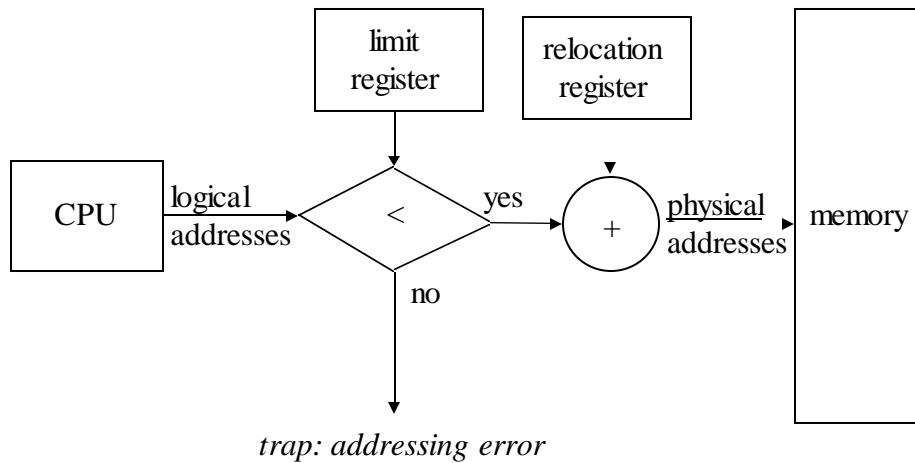 limit
register
relocation
register
CPU
logical
addresses
<
yes
+
physical
addresses
memory
no
trap: addressing error